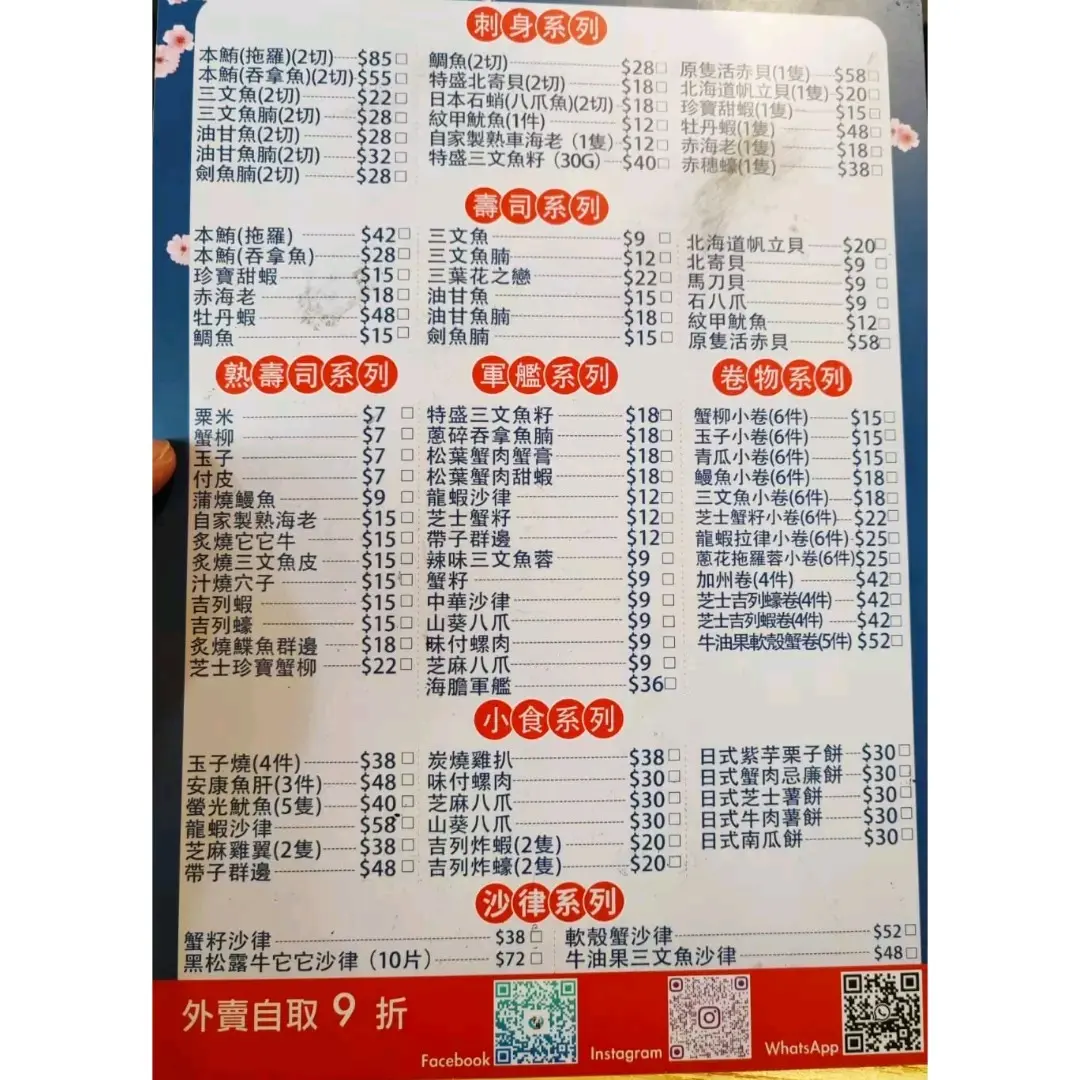 刺身系列
本鮪(拖羅)(2切) $85
本鮪(吞拿魚)(2切) $55
三文魚(2切) $22
三文魚腩(2切) $28
油甘魚(2切) $28
油甘魚腩(2切) $32
劍魚腩(2切) $28
鯛魚(2切) $28
特盛北寄貝(2切) $18
日本石蛸(八爪魚)(2切) $18
紋甲魷魚(1件) $12
自家製熟車海老（1隻） $12
特盛三文魚籽（30G） $40
原隻活赤貝(1隻) $58
北海道帆立貝(1隻) $20
珍寶甜蝦(1隻) $15
牡丹蝦(1隻) $48
赤海老(1隻) $18
赤穗蠔(1隻) $38
壽司系列
本鮪(拖羅) $42
本鮪(吞拿魚) $28
珍寶甜蝦 $15
赤海老 $18
牡丹蝦 $48
鯛魚 $15
三文魚 $9
三文魚腩 $12
三葉花之戀 $22
油甘魚 $15
油甘魚腩 $18
劍魚腩 $15
北海道帆立貝 $20
北寄貝 $9
馬刀貝 $9
石八爪 $9
紋甲魷魚 $12
原隻活赤貝 $58
熟壽司系列
粟米 $7
蟹柳 $7
玉子 $7
付皮 $7
蒲燒鰻魚 $9
自家製熟海老 $15
炙燒它它牛 $15
炙燒三文魚皮 $15
汁燒穴子 $15
吉列蝦 $15
吉列蠔 $15
炙燒鰈魚群邊 $18
芝士珍寶蟹柳 $22
軍艦系列
特盛三文魚籽 $18
蔥碎吞拿魚腩 $18
松葉蟹肉蟹膏 $18
松葉蟹肉甜蝦 $18
龍蝦沙律 $12
芝士蟹籽 $12
帶子群邊 $12
辣味三文魚蓉 $9
蟹籽 $9
中華沙律 $9
山葵八爪 $9
味付螺肉 $9
芝麻八爪 $9
海膽軍艦 $36
卷物系列
蟹柳小卷(6件) $15
玉子小卷(6件) $15
青瓜小卷(6件) $15
鰻魚小卷(6件) $18
三文魚小卷(6件) $18
芝士蟹籽小卷(6件) $22
龍蝦拉律小卷(6件) $25
蔥花拖羅蓉小卷(6件) $25
加州卷(4件) $42
芝士吉列蠔卷(4件) $42
芝士吉列蝦卷(4件) $42
牛油果軟殼蟹卷(5件) $52
小食系列
玉子燒(4件) $38
安康魚肝(3件) $48
螢光魷魚(5隻) $40
龍蝦沙律 $58
芝麻雞翼(2隻) $38
帶子群邊 $48
炭燒雞扒 $38
味付螺肉 $30
芝麻八爪 $30
山葵八爪 $30
吉列炸蝦(2隻) $20
吉列炸蠔(2隻) $20
日式紫芋栗子餅 $30
日式蟹肉忌廉餅 $30
日式芝士薯餅 $30
日式牛肉薯餅 $30
日式南瓜餅 $30
沙律系列
蟹籽沙律 $38
黑松露牛它它沙律（10片） $72
軟殼蟹沙律 $52
牛油果三文魚沙律 $48
外賣自取 9 折
Facebook
Instagram
WhatsApp